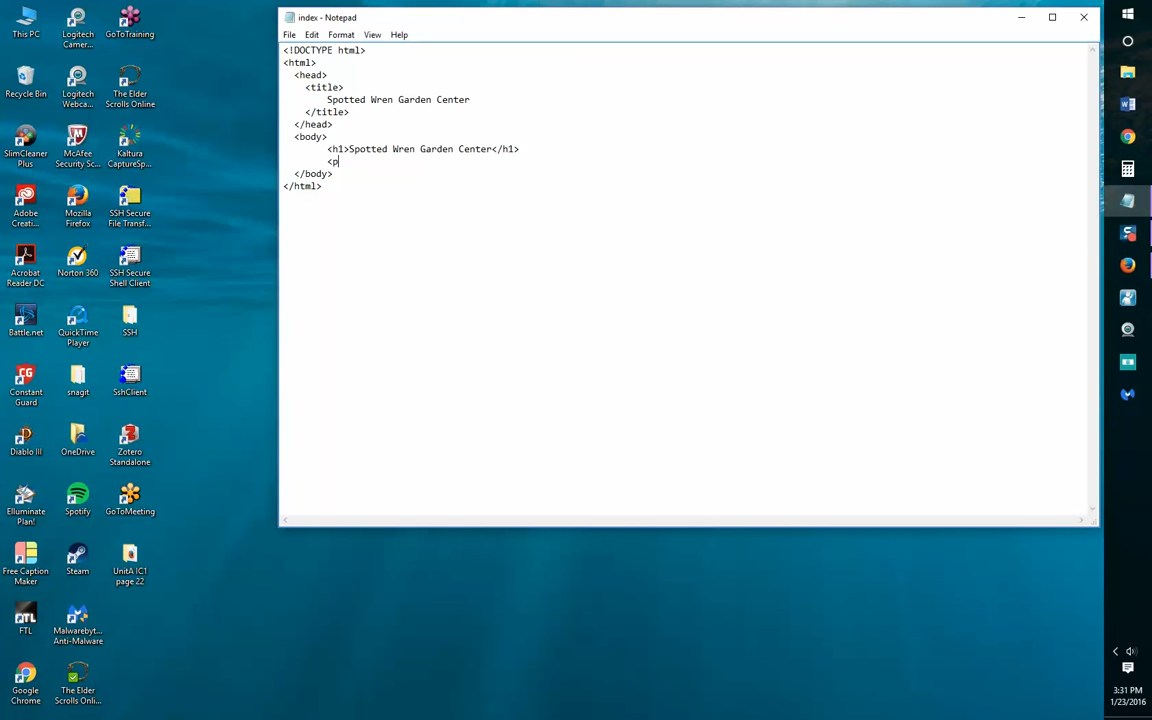 This PC
Logitech Camer...
GoToTraining
Recycle Bin
Logitech Webca...
The Elder Scrolls Online
SlimCleaner Plus
McAfee Security Sc...
Kaltura CaptureSp...
Adobe Creati...
Mozilla Firefox
SSH Secure File Transf...
Acrobat Reader DC
Norton 360
SSH Secure Shell Client
Battle.net
QuickTime Player
SSH
Constant Guard
snagit
SshClient
Diablo III
OneDrive
Zotero Standalone
Elluminate Plan!
Spotify
GoToMeeting
Free Caption Maker
Steam
UnitA IC1 page 22
FTL
Malwarebyt... Anti-Malware
Google Chrome
The Elder Scrolls Onli...
index - Notepad
File Edit Format View Help
<!DOCTYPE html>
<html>
<head>
<title>
Spotted Wren Garden Center
</title>
</head>
<body>
<h1>Spotted Wren Garden Center</h1>
<p
</body>
</html>
3:31 PM
1/23/2016